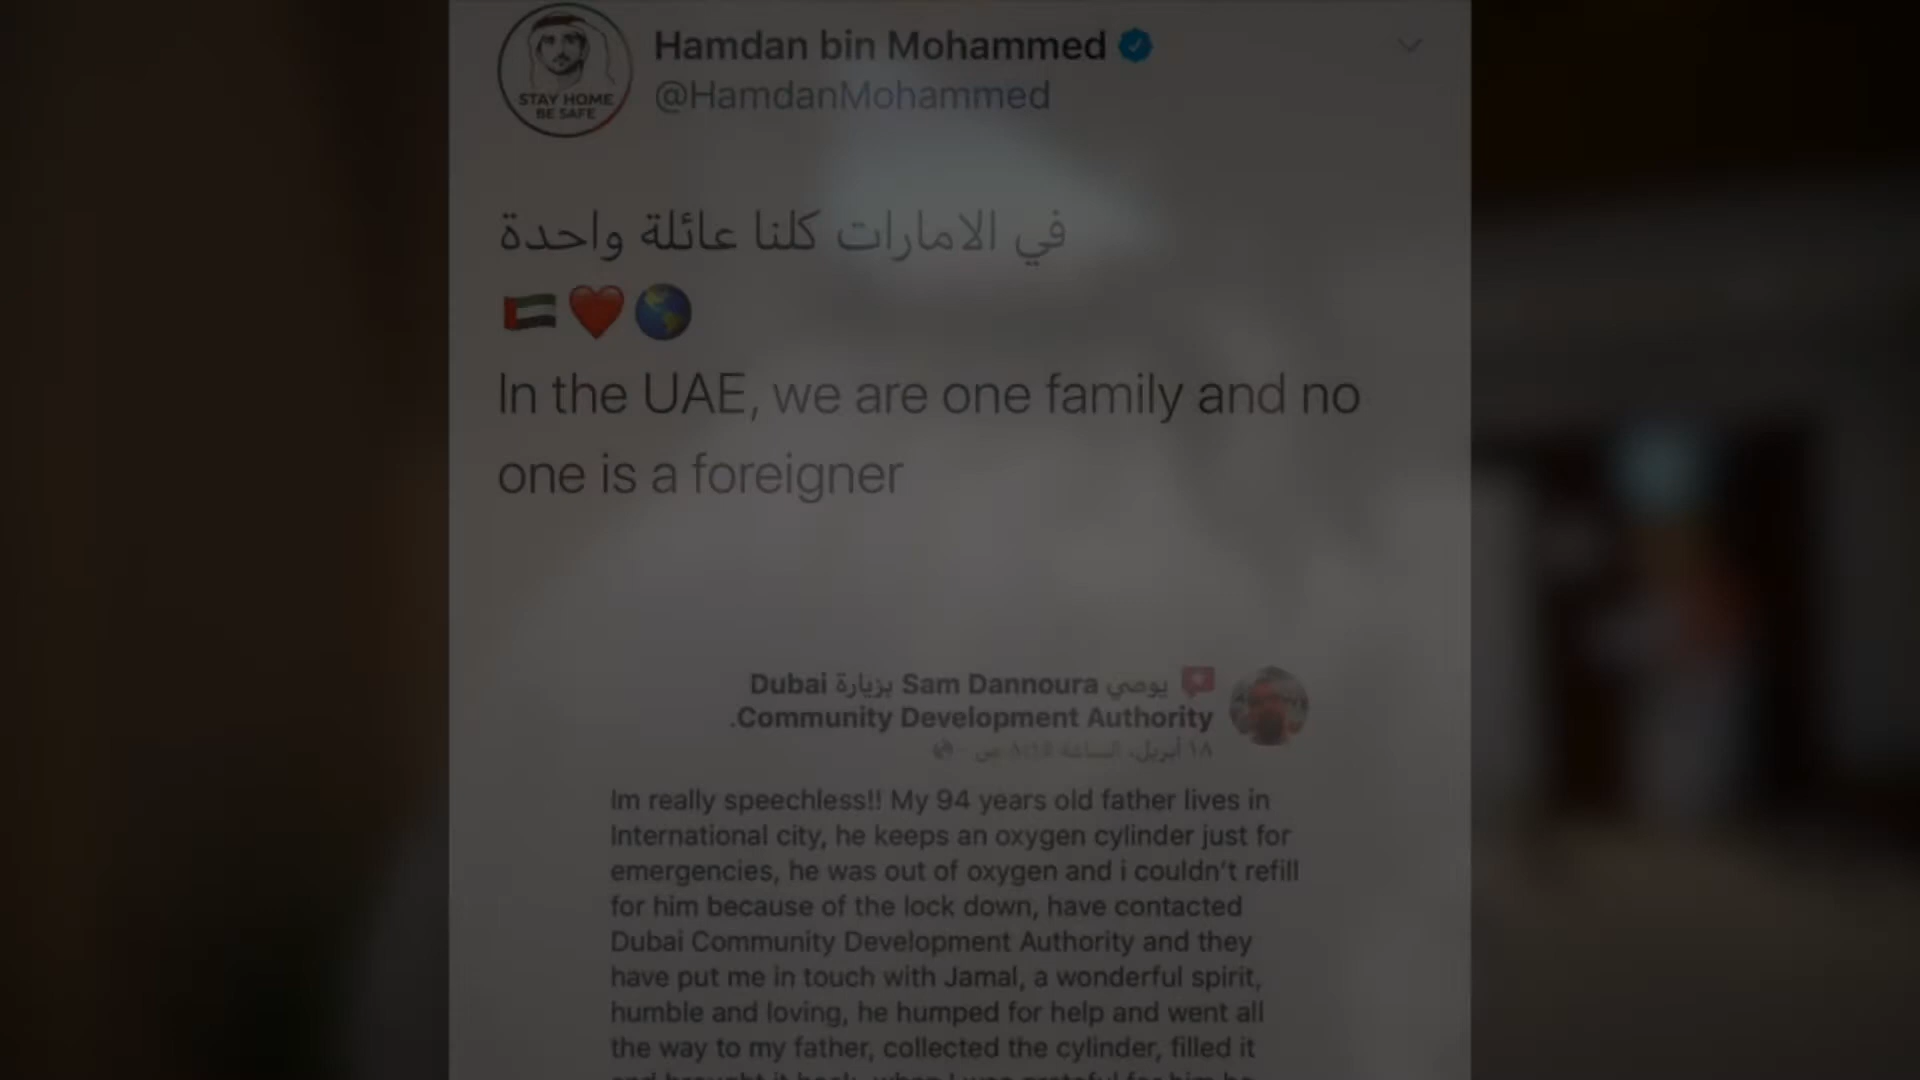 Hamdan bin Mohammed
@HamdanMohammed
STAY HOME
BE SAFE
في الامارات كلنا عائلة واحدة
In the UAE, we are one family and no
one is a foreigner
يوصي Sam Dannoura بزيارة Dubai
Community Development Authority.
١٨ أبريل، الساعة
Im really speechless!! My 94 years old father lives in
International city, he keeps an oxygen cylinder just for
emergencies, he was out of oxygen and i couldn't refill
for him because of the lock down, have contacted
Dubai Community Development Authority and they
have put me in touch with Jamal, a wonderful spirit,
humble and loving, he humped for help and went all
the way to my father, collected the cylinder, filled it